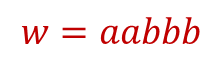 w = aabbb